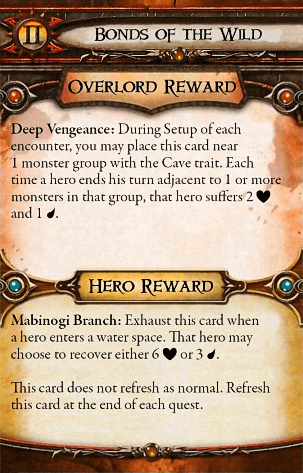 II
Bonds of the Wild
Overlord Reward
Deep Vengeance: During Setup of each
encounter, you may place this card near
1 monster group with the Cave trait. Each
time a hero ends his turn adjacent to 1 or more
monsters in that group, that hero suffers 2 ♥
and 1 .
Hero Reward
Mabinogi Branch: Exhaust this card when
a hero enters a water space. That hero may
choose to recover either 6 ♥ or 3 .
This card does not refresh as normal. Refresh
this card at the end of each quest.